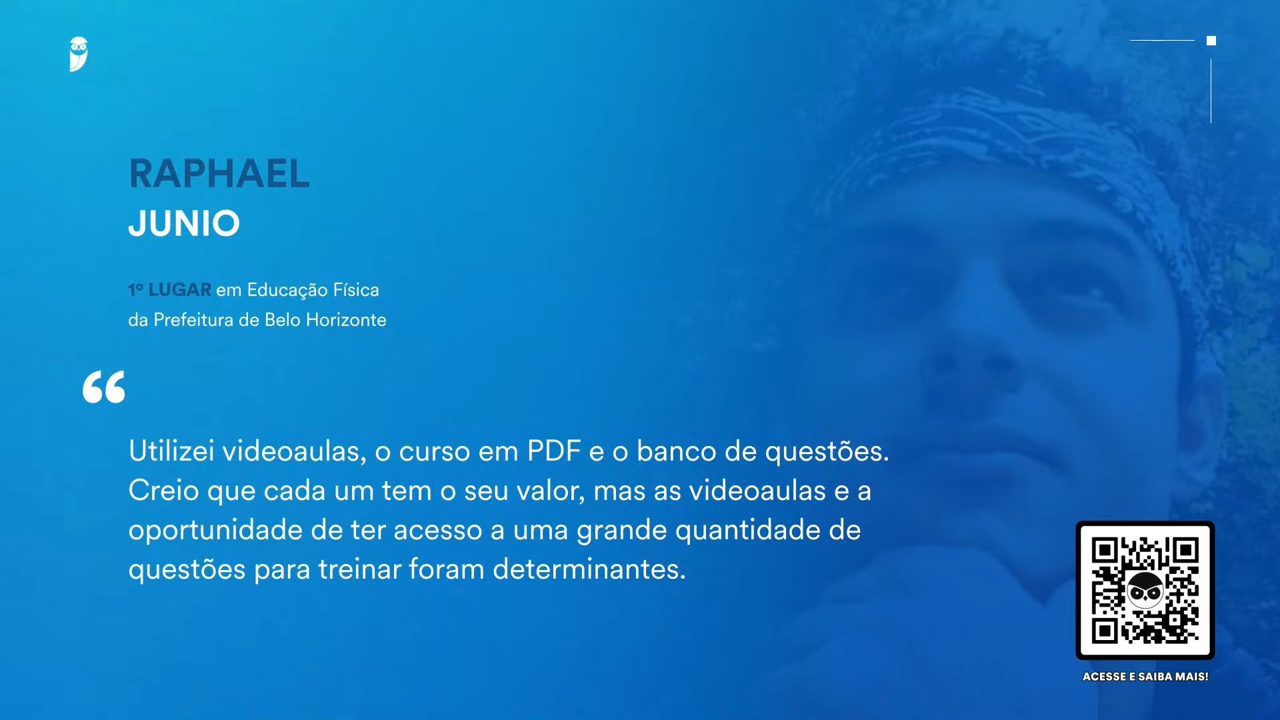 RAPHAEL
JUNIO
1º LUGAR em Educação Física
da Prefeitura de Belo Horizonte
“
Utilizei videoaulas, o curso em PDF e o banco de questões.
Creio que cada um tem o seu valor, mas as videoaulas e a
oportunidade de ter acesso a uma grande quantidade de
questões para treinar foram determinantes.
ACESSE E SAIBA MAIS!